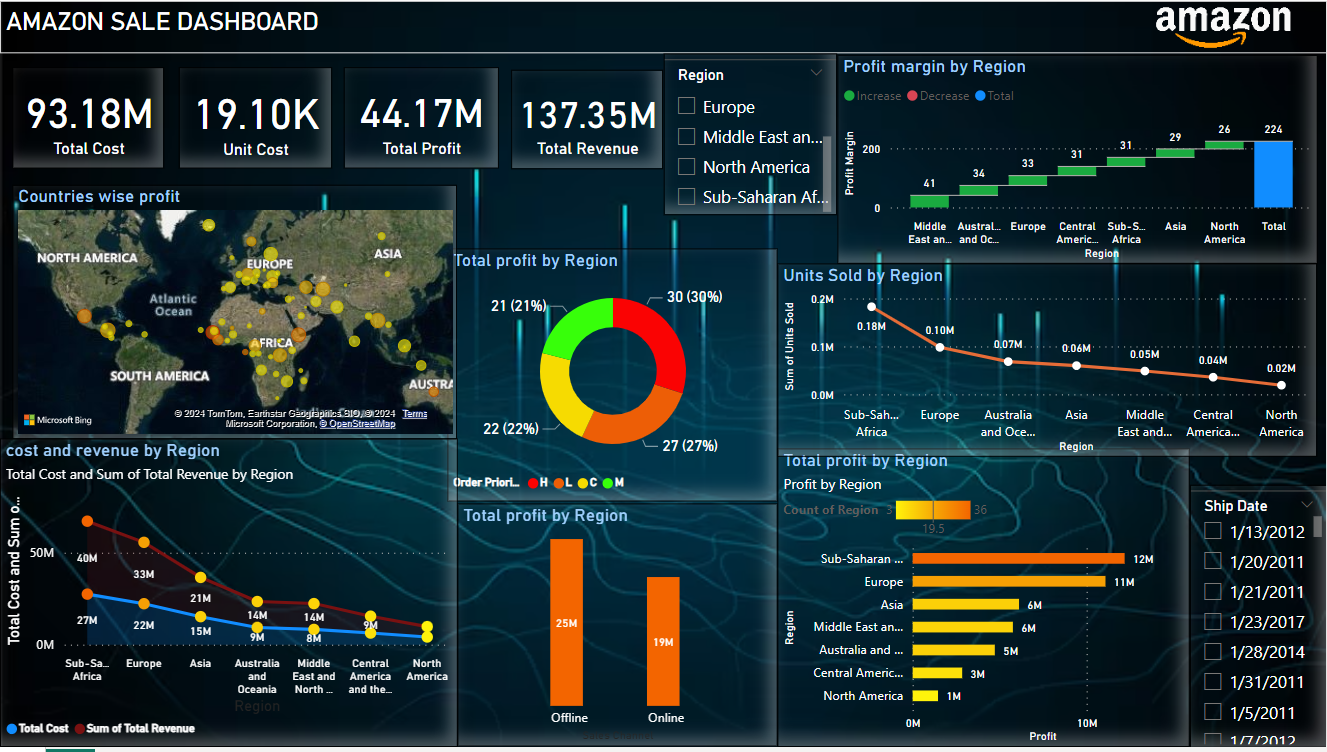 AMAZON SALE DASHBOARD
amazon
93.18M
Total Cost
19.10K
Unit Cost
44.17M
Total Profit
137.35M
Total Revenue
Region
Europe
Middle East an...
North America
Sub-Saharan Af...
Profit margin by Region
Increase Decrease Total
Profit Margin
200
0
41
34
33
31
31
29
26
224
Middle East an...
Austral... and Oc...
Europe
Central Americ...
Sub-S... Africa
Asia
North America
Total
Region
Countries wise profit
NORTH AMERICA
EUROPE
ASIA
Atlantic
Ocean
AFRICA
SOUTH AMERICA
AUSTRA
Microsoft Bing
© 2024 TomTom, Earthstar Geographics SIO, © 2024
Microsoft Corporation, © OpenStreetMap
Terms
Total profit by Region
21 (21%)
30 (30%)
22 (22%)
27 (27%)
Order Priori... H L C M
Units Sold by Region
Sum of Units Sold
0.2M
0.1M
0.0M
0.18M
0.10M
0.07M
0.06M
0.05M
0.04M
0.02M
Sub-Sah... Africa
Europe
Australia and Oce...
Asia
Middle East and...
Central America...
North America
Region
cost and revenue by Region
Total Cost and Sum of Total Revenue by Region
Total Cost and Sum o...
50M
0M
40M
33M
21M
14M
14M
9M
27M
22M
15M
9M
8M
Sub-Sa... Africa
Europe
Asia
Australia and Oceania
Middle East and North ...
Central America and the...
North America
Region
Total Cost Sum of Total Revenue
Total profit by Region
25M
19M
Offline
Online
Total profit by Region
Profit by Region
Count of Region 3 36
19.5
Region
Sub-Saharan ... 12M
Europe 11M
Asia 6M
Middle East an... 6M
Australia and ... 5M
Central Americ... 3M
North America 1M
0M
10M
Profit
Ship Date
1/13/2012
1/20/2011
1/21/2011
1/23/2017
1/28/2014
1/31/2011
1/5/2011
1/7/2012